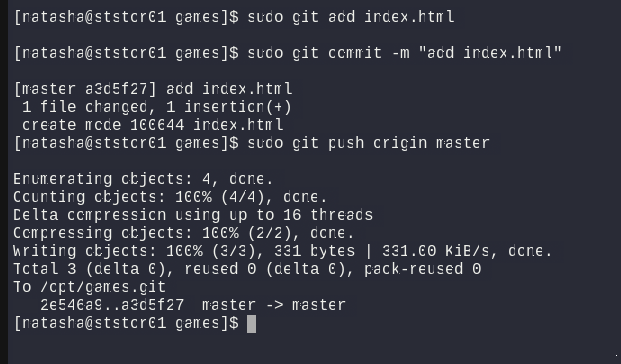 [natasha@ststor01 games]$ sudo git add index.html
[natasha@ststor01 games]$ sudo git commit -m "add index.html"
[master a3d5f27] add index.html
1 file changed, 1 insertion(+)
create mode 100644 index.html
[natasha@ststor01 games]$ sudo git push origin master
Enumerating objects: 4, done.
Counting objects: 100% (4/4), done.
Delta compression using up to 16 threads
Compressing objects: 100% (2/2), done.
Writing objects: 100% (3/3), 331 bytes | 331.00 KiB/s, done.
Total 3 (delta 0), reused 0 (delta 0), pack-reused 0
To /opt/games.git
2e546a9..a3d5f27  master -> master
[natasha@ststor01 games]$